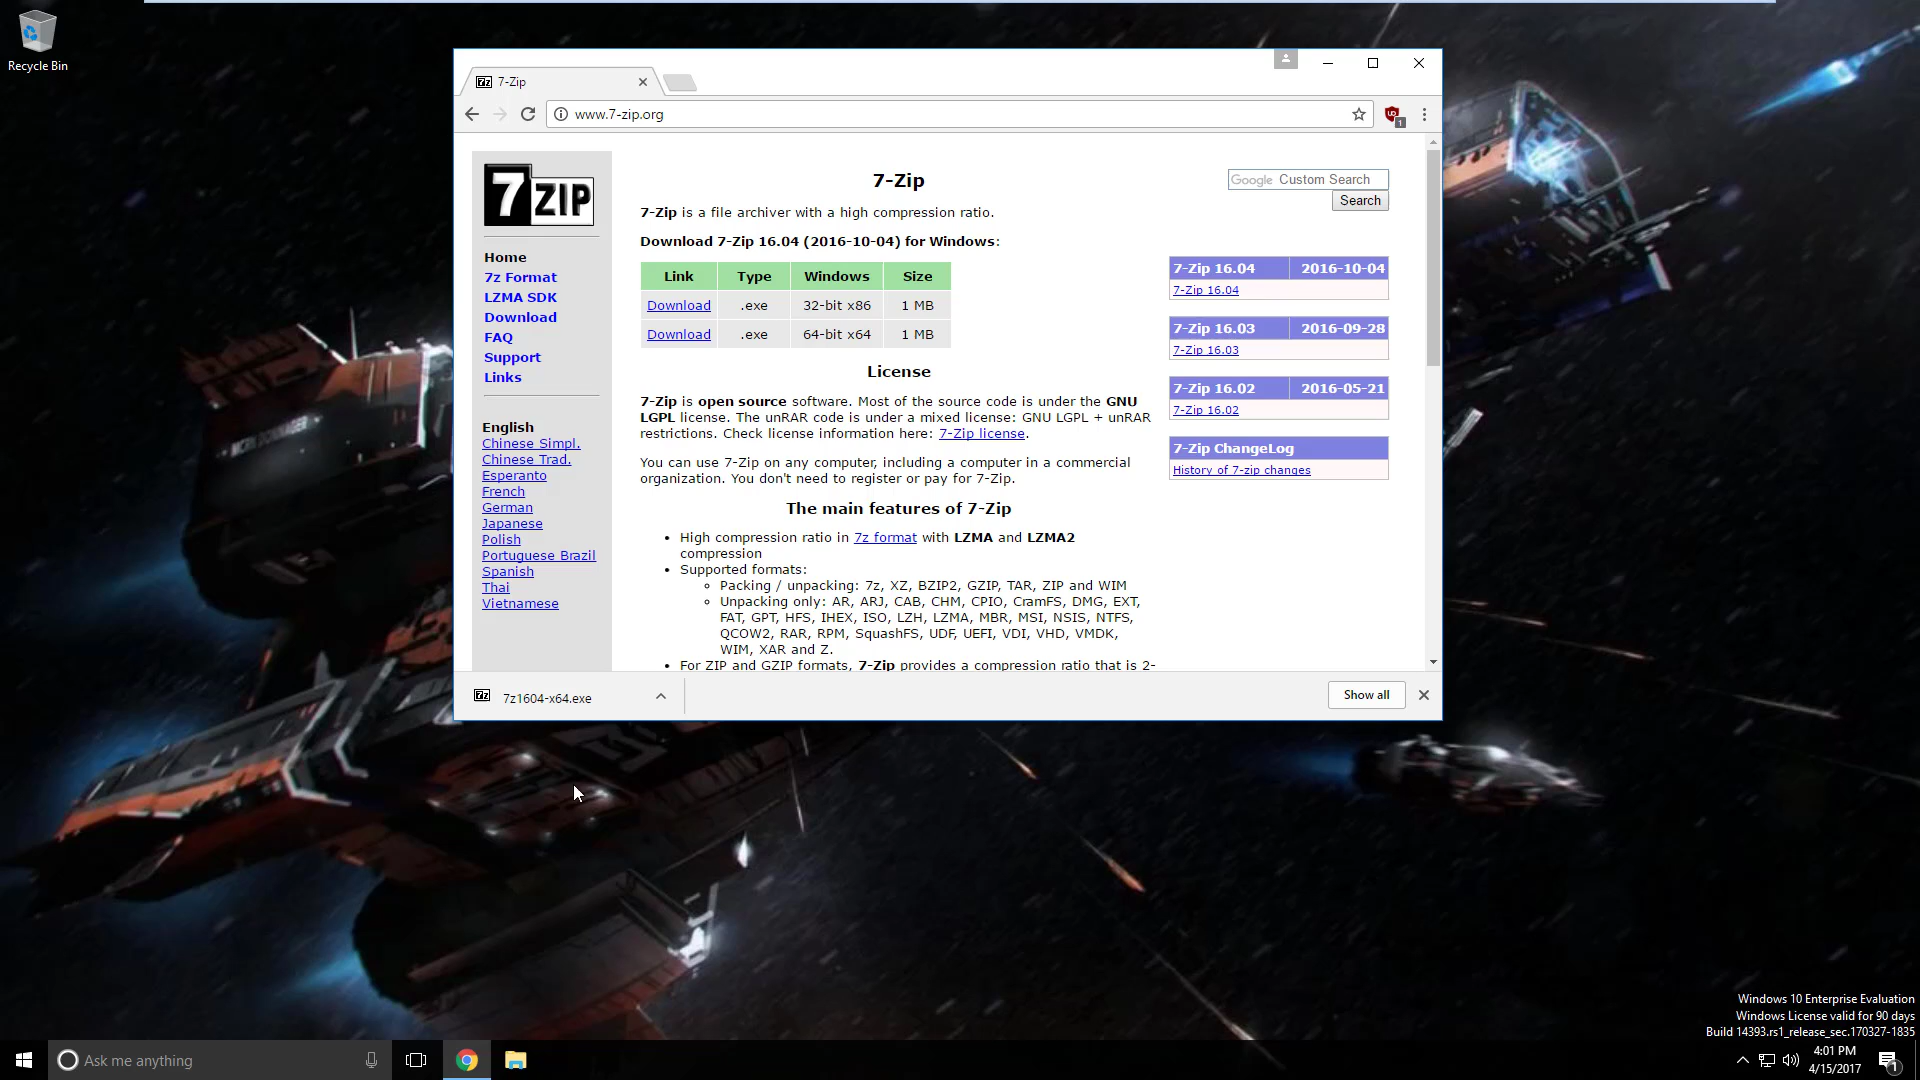 Recycle Bin
7-Zip
www.7-zip.org
7 ZIP
Home
7z Format
LZMA SDK
Download
FAQ
Support
Links
English
Chinese Simpl.
Chinese Trad.
Esperanto
French
German
Japanese
Polish
Portuguese Brazil
Spanish
Thai
Vietnamese
7-Zip
7-Zip is a file archiver with a high compression ratio.
Download 7-Zip 16.04 (2016-10-04) for Windows:
Link Type Windows Size
Download .exe 32-bit x86 1 MB
Download .exe 64-bit x64 1 MB
License
7-Zip is open source software. Most of the source code is under the GNU
LGPL license. The unRAR code is under a mixed license: GNU LGPL + unRAR
restrictions. Check license information here: 7-Zip license.
You can use 7-Zip on any computer, including a computer in a commercial
organization. You don't need to register or pay for 7-Zip.
The main features of 7-Zip
• High compression ratio in 7z format with LZMA and LZMA2
compression
• Supported formats:
◦ Packing / unpacking: 7z, XZ, BZIP2, GZIP, TAR, ZIP and WIM
◦ Unpacking only: AR, ARJ, CAB, CHM, CPIO, CramFS, DMG, EXT,
FAT, GPT, HFS, IHEX, ISO, LZH, LZMA, MBR, MSI, NSIS, NTFS,
QCOW2, RAR, RPM, SquashFS, UDF, UEFI, VDI, VHD, VMDK,
WIM, XAR and Z.
• For ZIP and GZIP formats, 7-Zip provides a compression ratio that is 2-
Google Custom Search
Search
7-Zip 16.04 2016-10-04
7-Zip 16.04
7-Zip 16.03 2016-09-28
7-Zip 16.03
7-Zip 16.02 2016-05-21
7-Zip 16.02
7-Zip ChangeLog
History of 7-zip changes
7z1604-x64.exe
Show all
Windows 10 Enterprise Evaluation
Windows License valid for 90 days
Build 14393.rs1_release_sec.170327-1835
Ask me anything
4:01 PM
4/15/2017
1